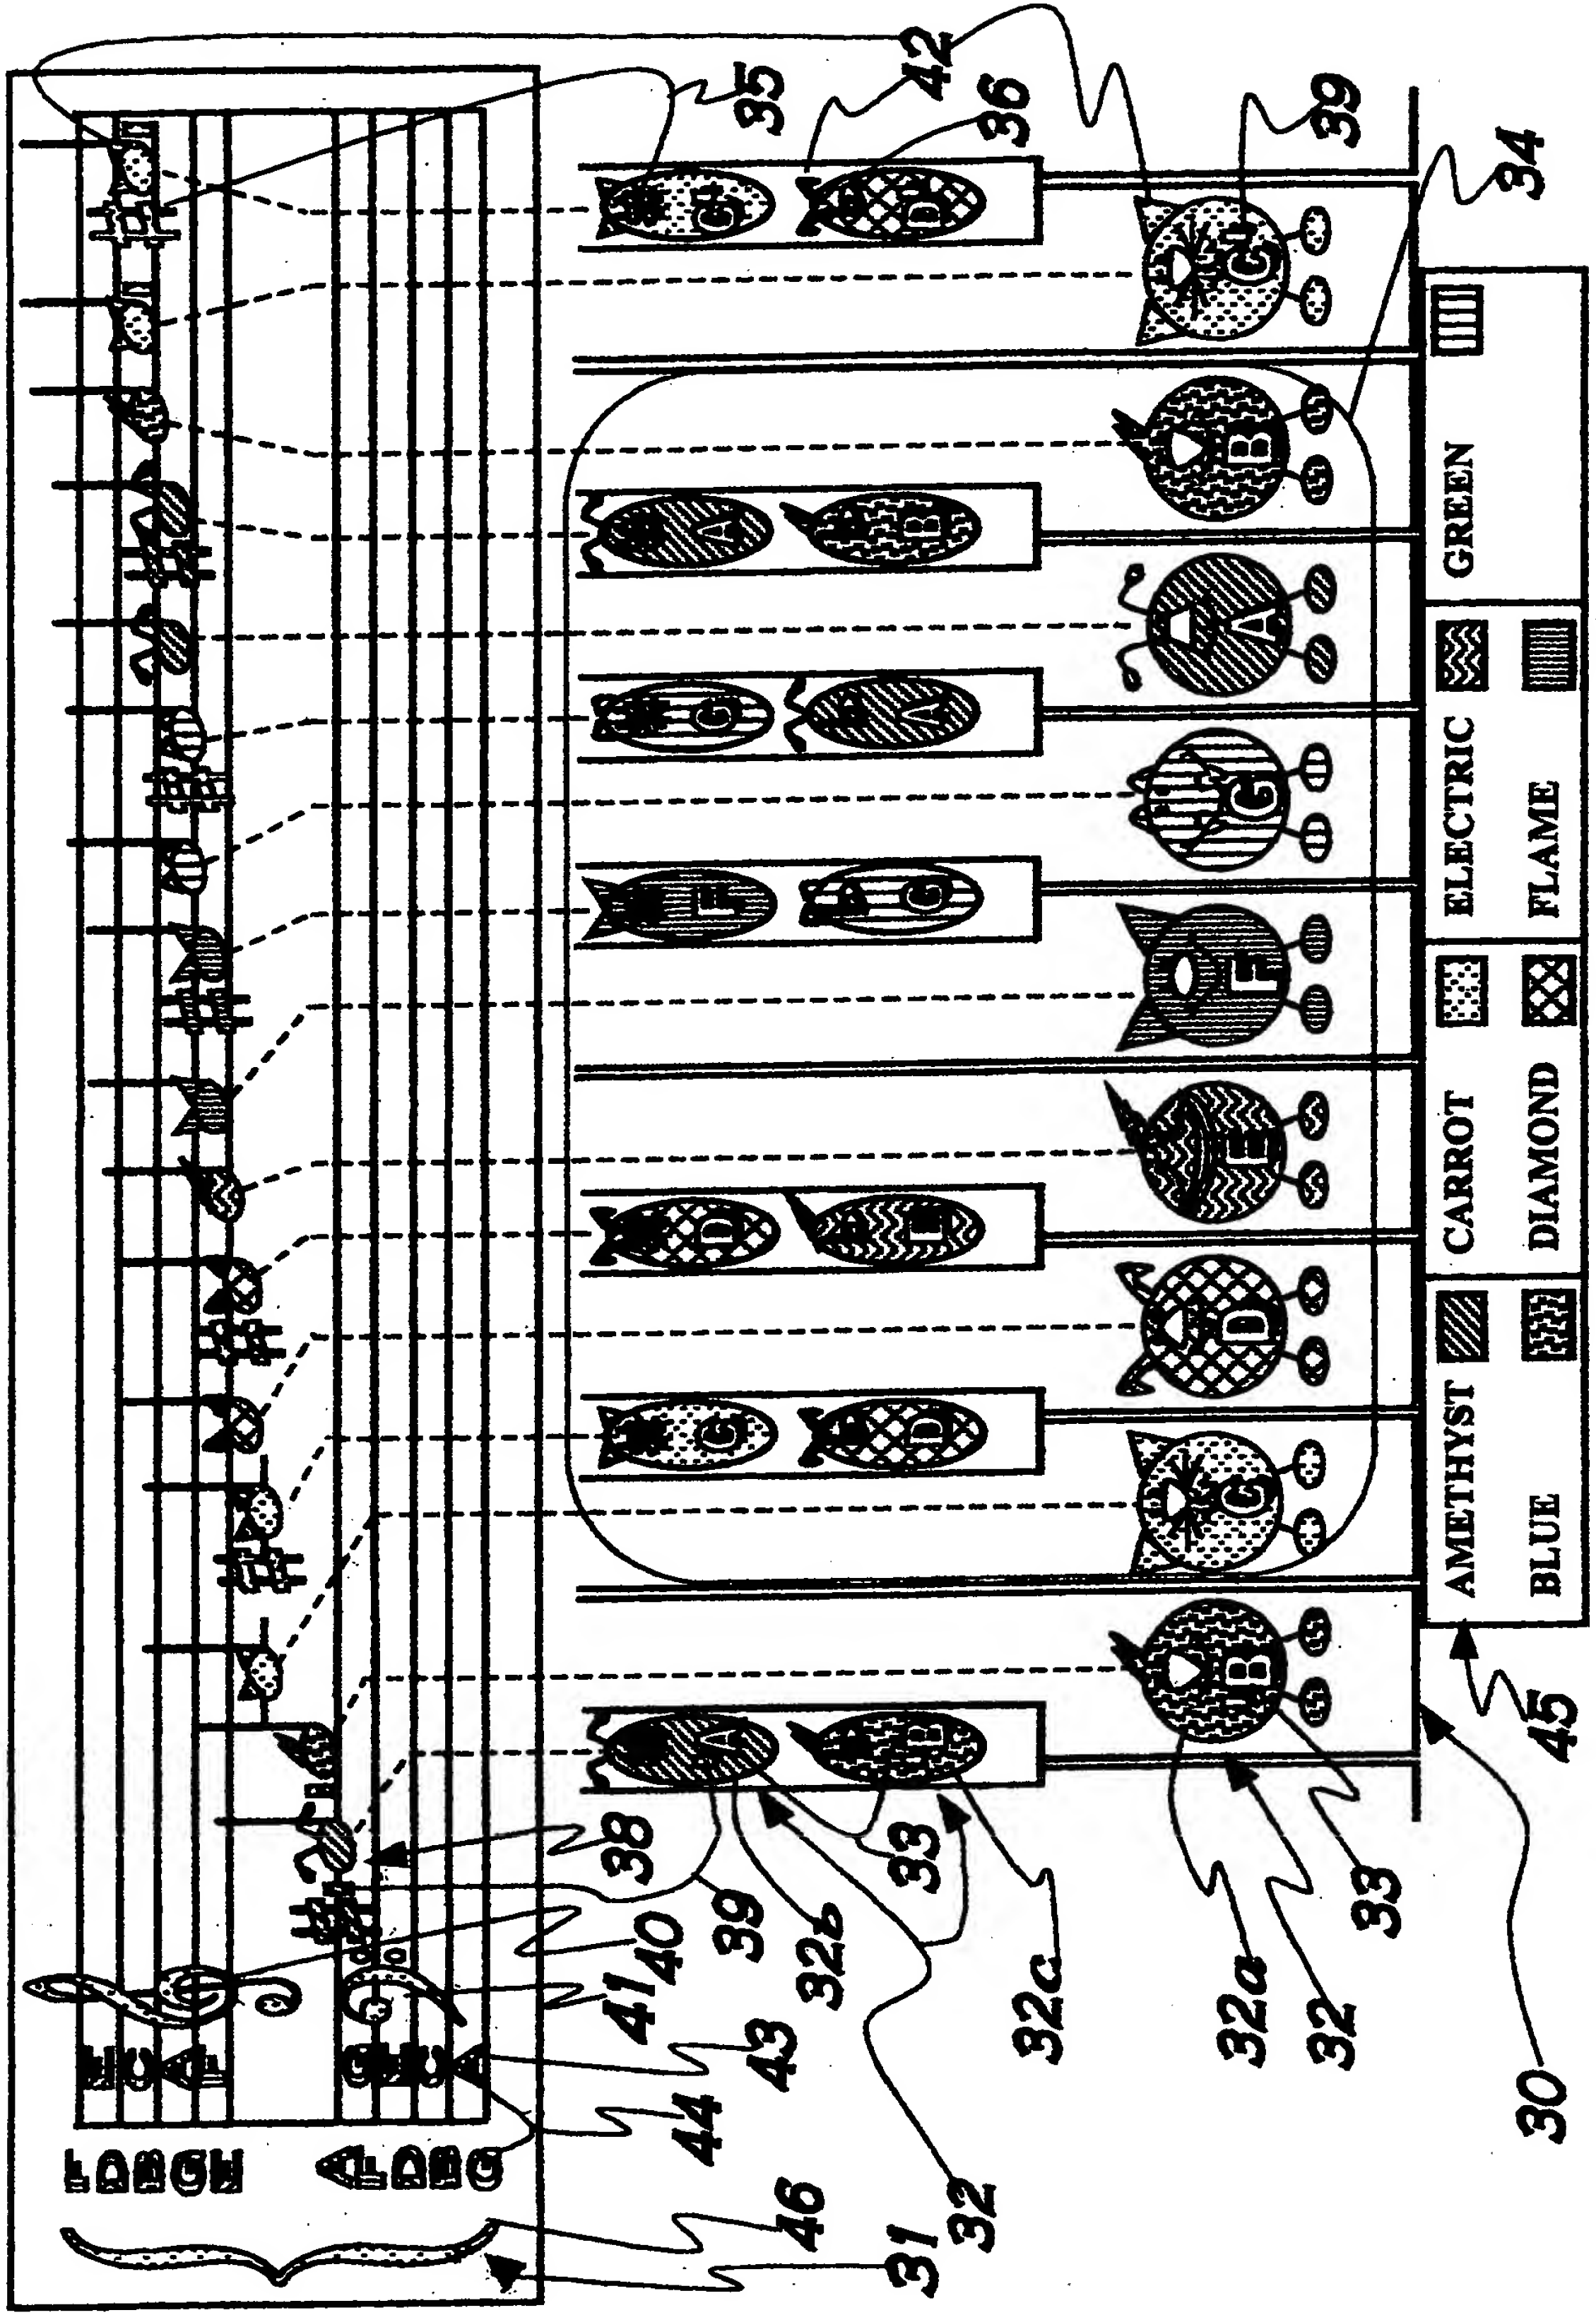 F
D
B
G
E
E
C
A
F
A
F
D
B
G
G
E
C
A
46
31
44
43
41
40
38
39
32b
33
32
32c
32a
32
33
30
45
35
42
36
39
34
A C D F G A C'
B D E G A B D
,B C D E F G A B C'
AMETHYST CARROT ELECTRIC GREEN
BLUE DIAMOND FLAME